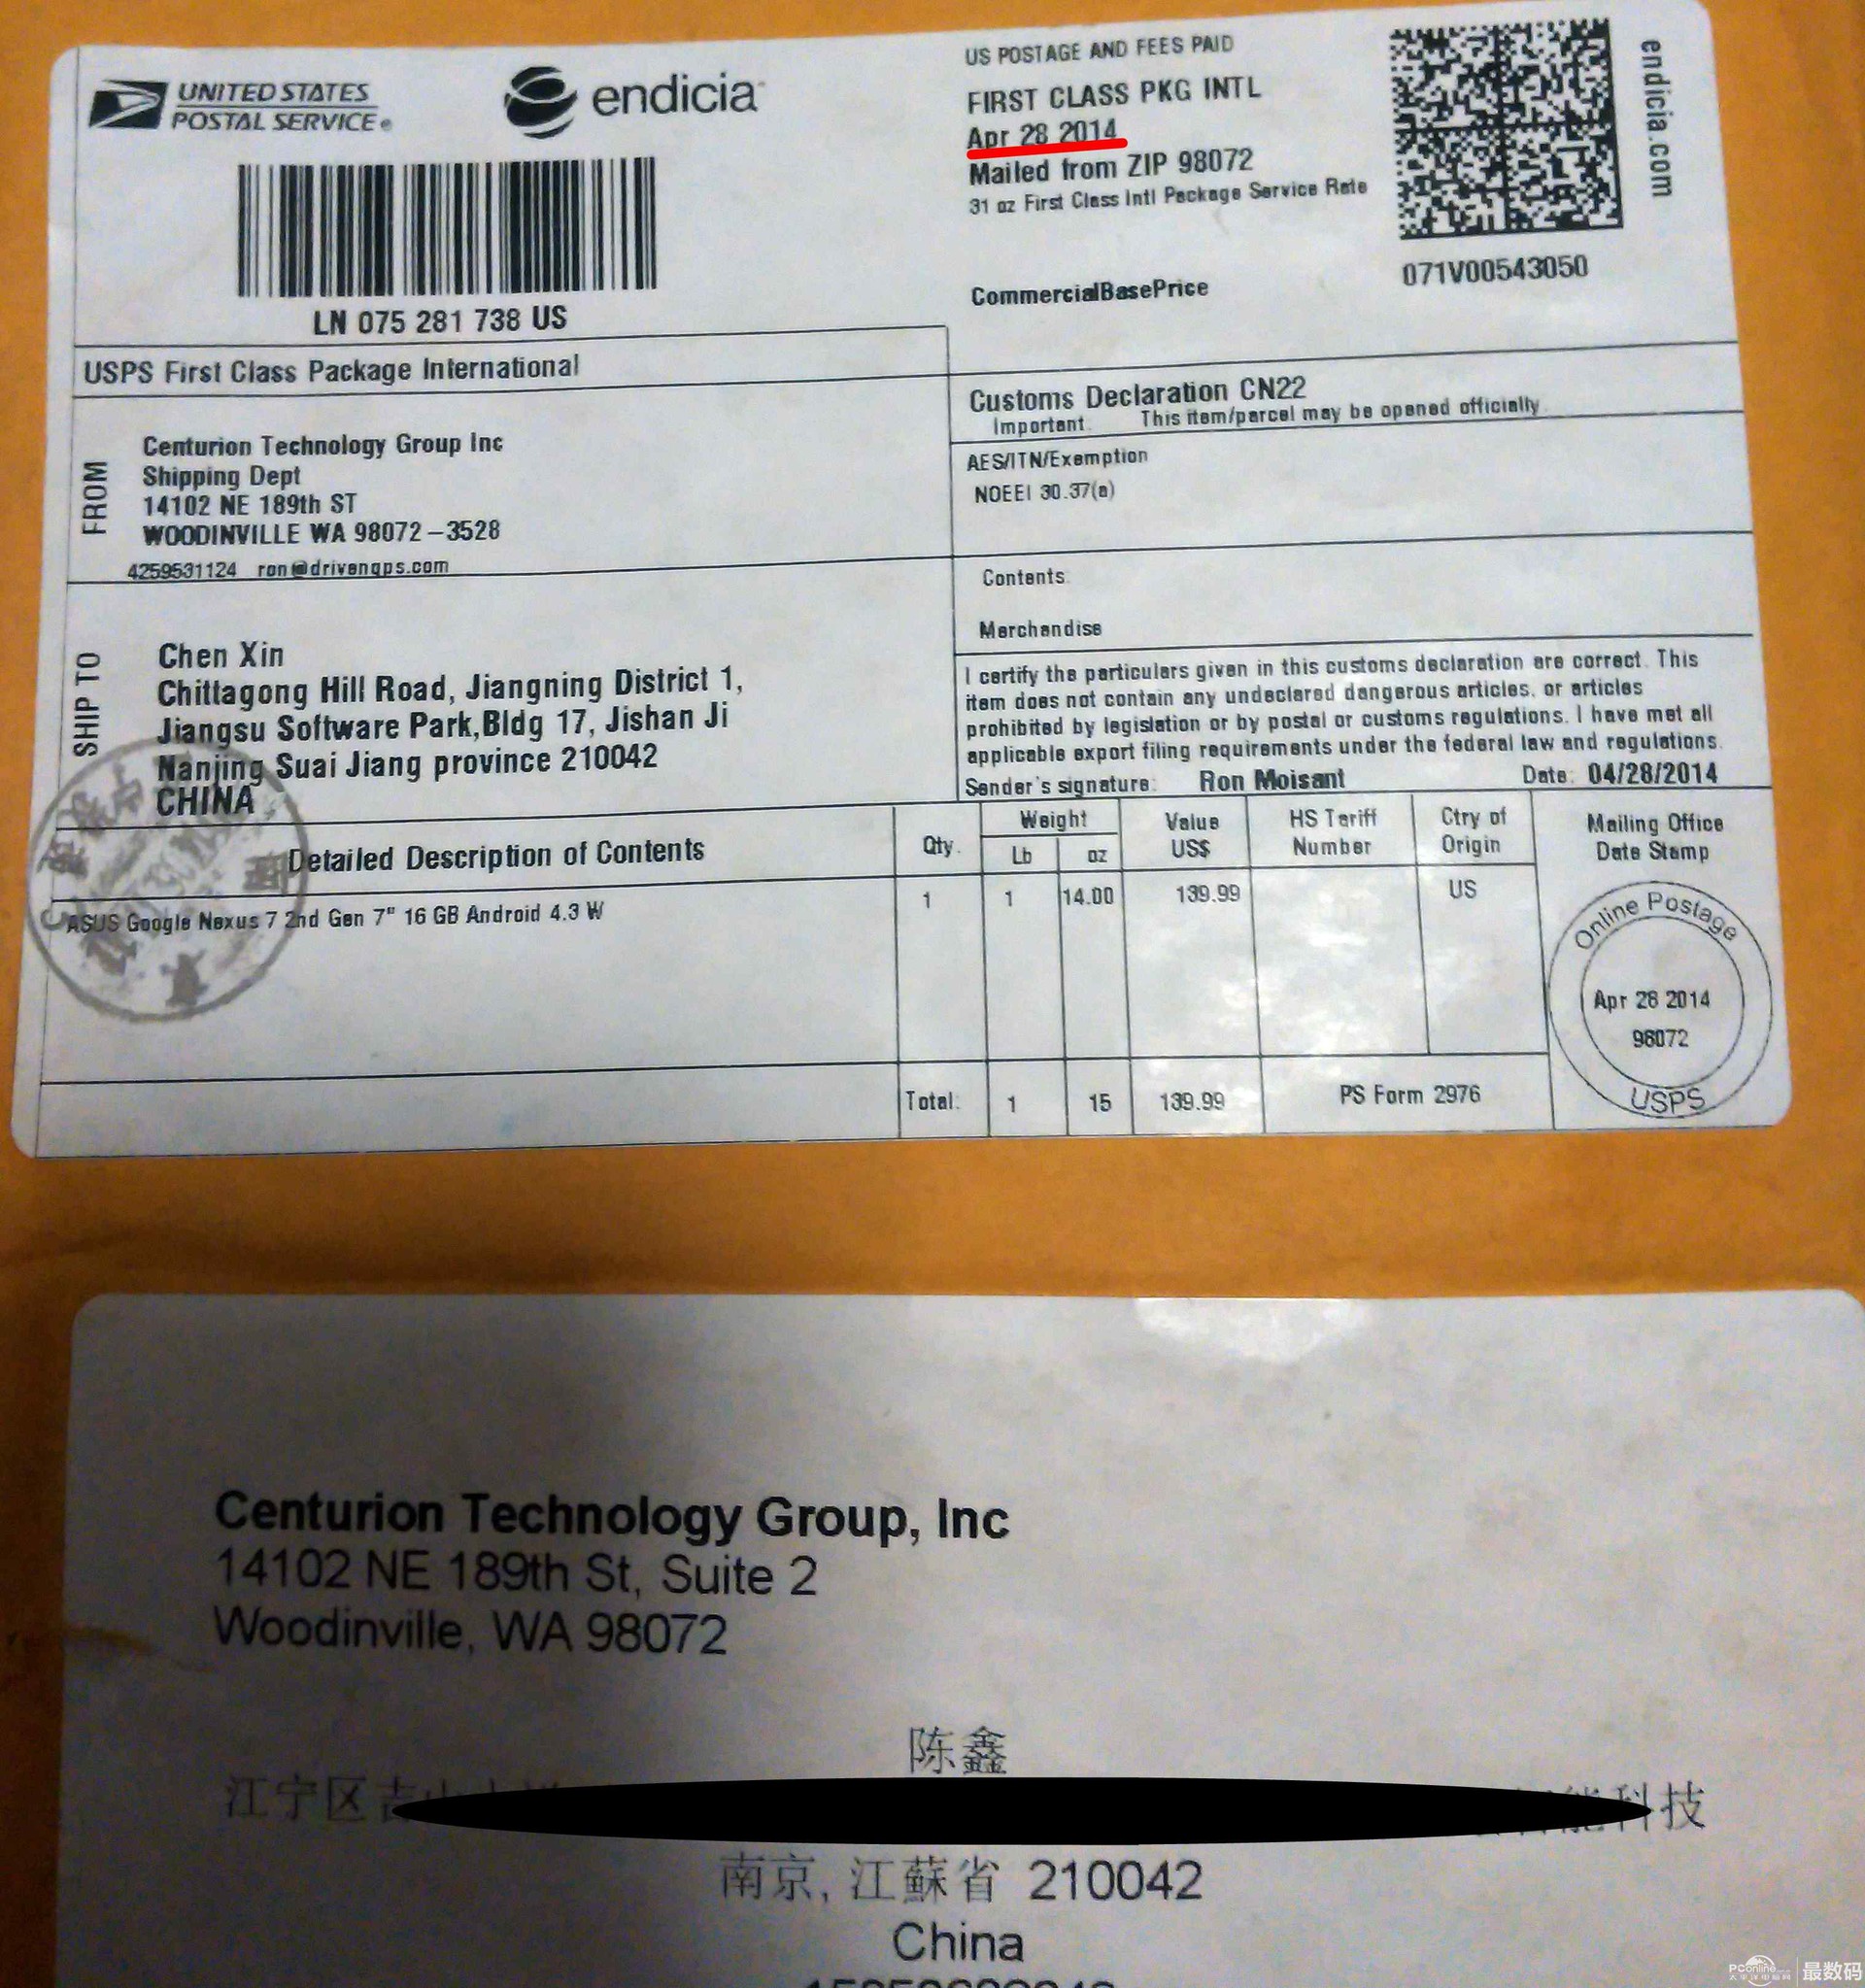 UNITED STATES
POSTAL SERVICE
endicia
US POSTAGE AND FEES PAID
FIRST CLASS PKG INTL
Apr 28 2014
Mailed from ZIP 98072
31 oz First Class Intl Package Service Rate
CommercialBasePrice
endicia.com
071V00543050
LN 075 281 738 US
USPS First Class Package International
FROM
Centurion Technology Group Inc
Shipping Dept
14102 NE 189th ST
WOODINVILLE WA 98072-3528
4259531124 ron@drivengps.com
SHIP TO
Chen Xin
Chittagong Hill Road, Jiangning District 1,
Jiangsu Software Park,Bldg 17, Jishan Ji
Nanjing Suai Jiang province 210042
CHINA
Customs Declaration CN22
Important. This item/parcel may be opened officially.
AES/ITN/Exemption
NOEEI 30.37(a)
Contents:
Merchandise
I certify the particulars given in this customs declaration are correct. This
item does not contain any undeclared dangerous articles, or articles
prohibited by legislation or by postal or customs regulations. I have met all
applicable export filing requirements under the federal law and regulations.
Sender's signature: Ron Moisant Date: 04/28/2014
Detailed Description of Contents
Qty.
Weight
Lb oz
Value
US$
HS Tariff
Number
Ctry of
Origin
Mailing Office
Date Stamp
ASUS Google Nexus 7 2nd Gen 7" 16 GB Android 4.3 W 1 1 14.00 139.99 US
Total: 1 15 139.99 PS Form 2976
Online Postage
Apr 28 2014
98072
USPS
Centurion Technology Group, Inc
14102 NE 189th St, Suite 2
Woodinville, WA 98072
陈鑫
江宁区吉山 科技
南京, 江蘇省 210042
China
PConline
太平洋电脑网
最数码